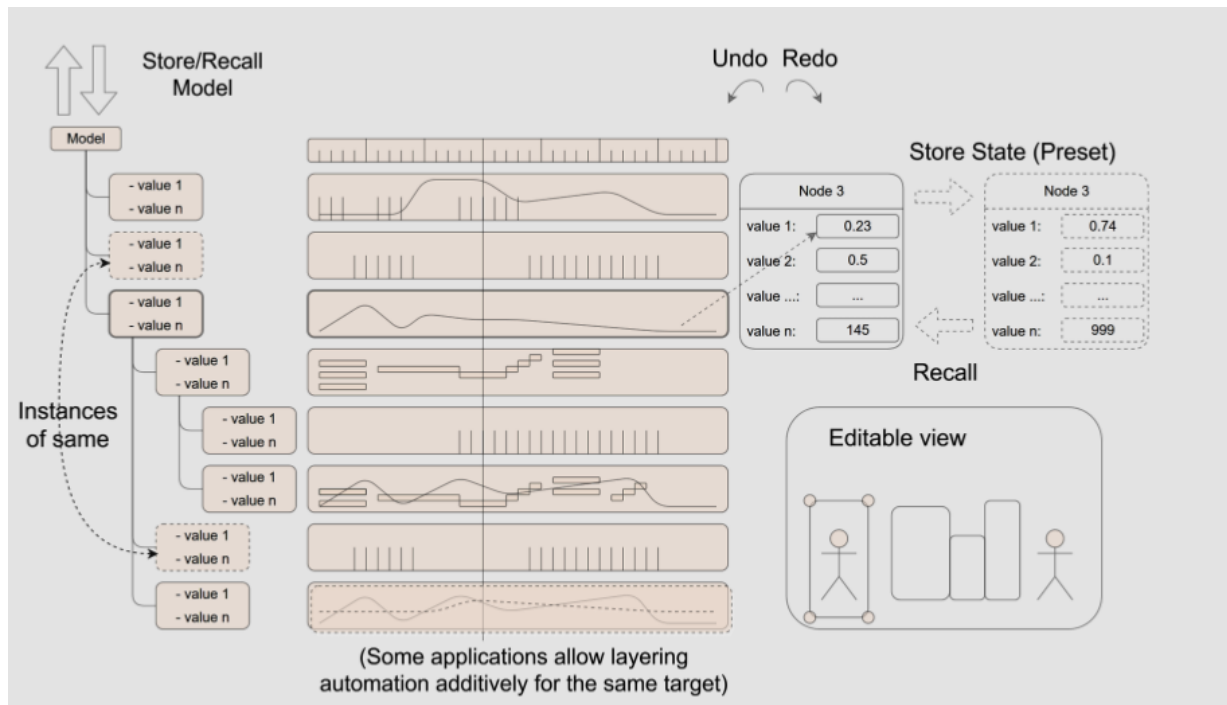 Store/Recall
Model
Undo Redo
Model
Store State (Preset)
- value 1
- value n
- value 1
- value n
- value 1
- value n
- value 1
- value n
Instances
of same
- value 1
- value n
- value 1
- value n
- value 1
- value n
- value 1
- value n
(Some applications allow layering
automation additively for the same target)
Node 3
value 1: 0.23
value 2: 0.5
value ...: ...
value n: 145
Node 3
value 1: 0.74
value 2: 0.1
value ...: ...
value n: 999
Recall
Editable view